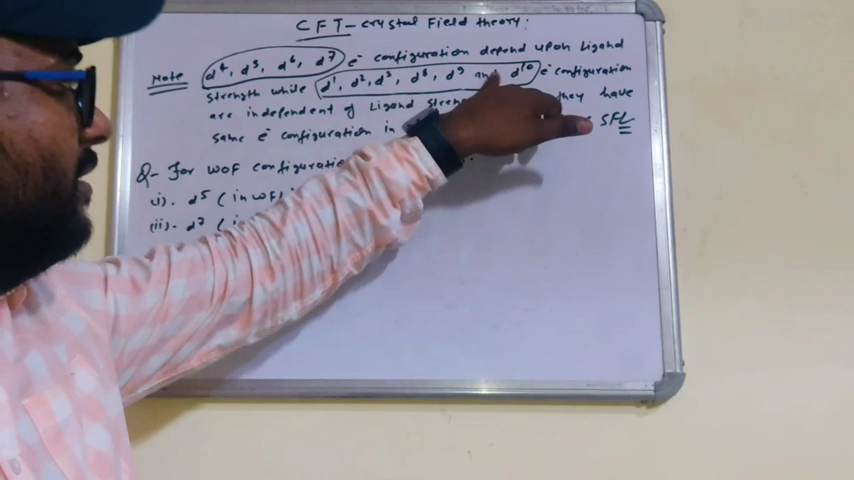 CFT - Crystal Field theory:
Note d⁴, d⁵, d⁶, d⁷ e⁻ configuration depend upon Ligand
strength while d¹, d², d³, d⁸, d⁹ and d¹⁰ e⁻ configuration
are independent of Ligand they have
same e⁻ configuration in SFL
Q- For WOF
i). d⁵ (in WFL
(ii). d⁷ (